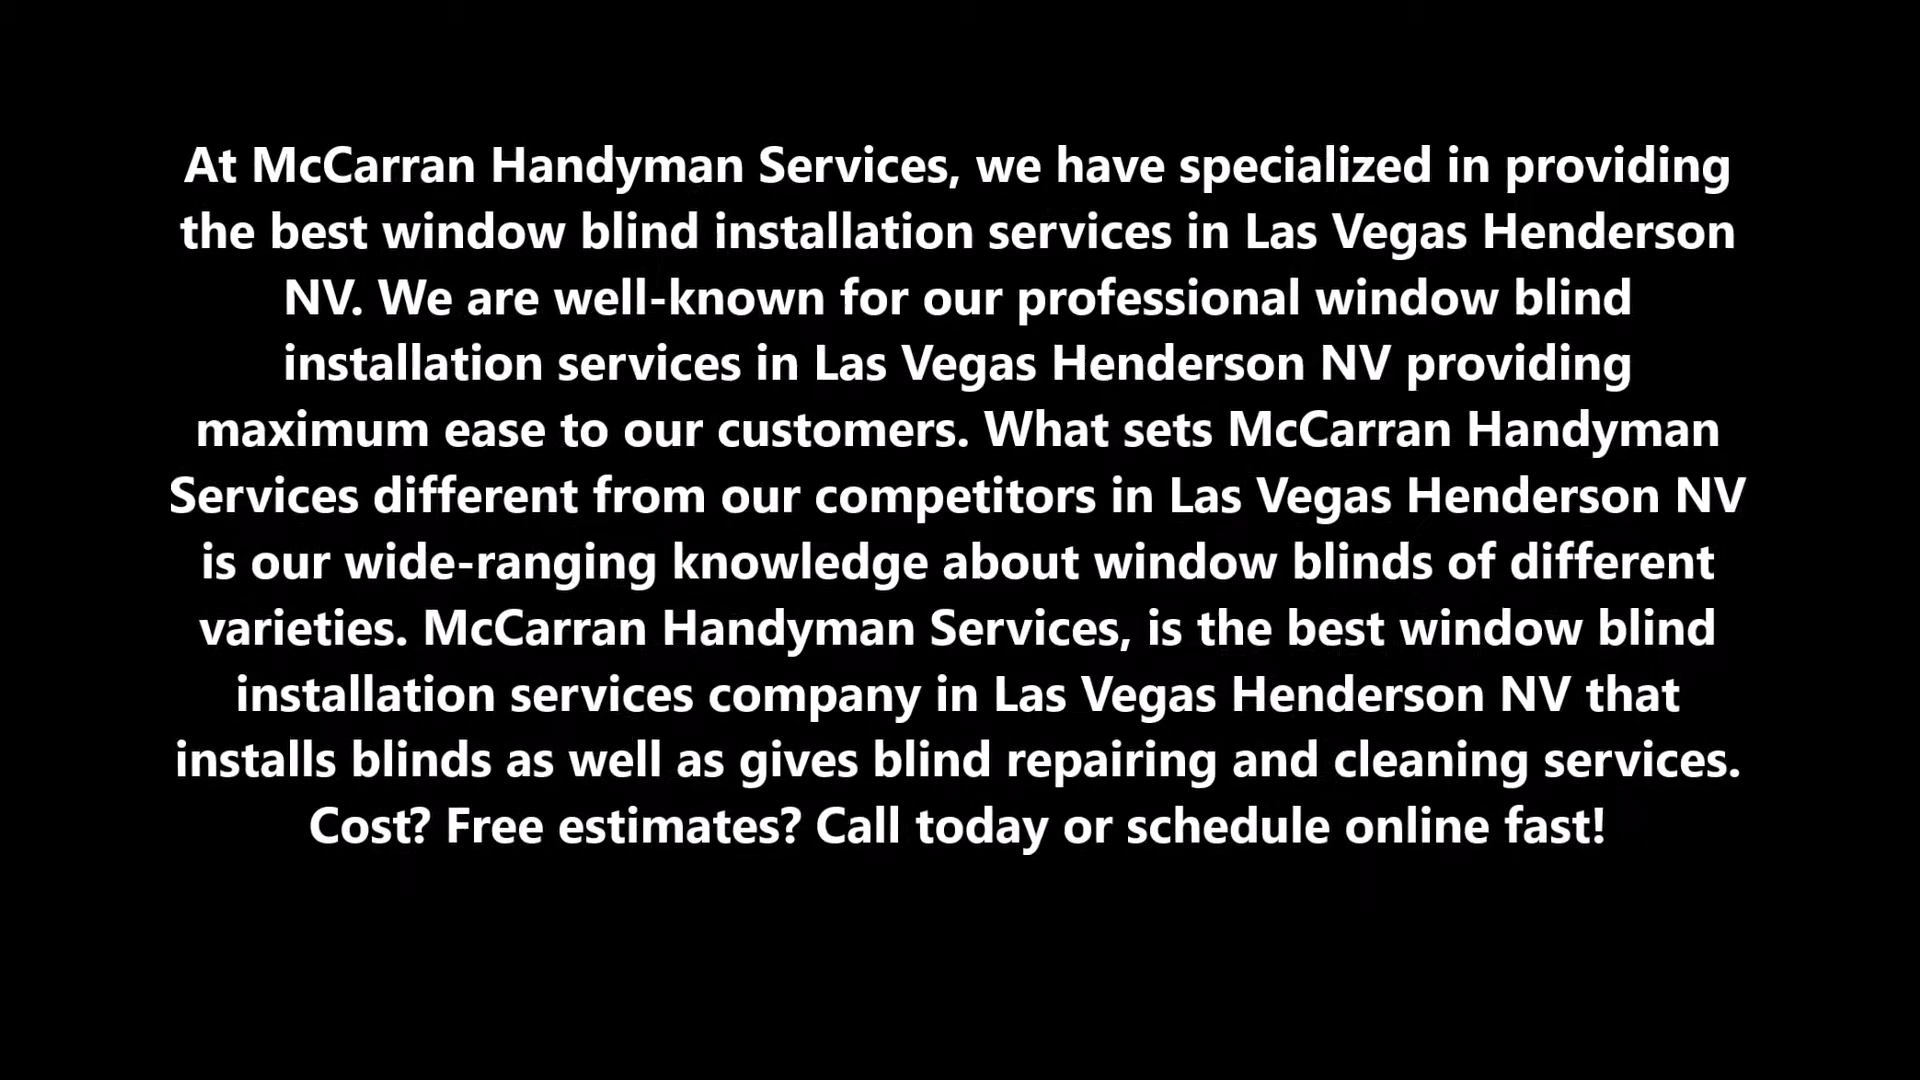 At McCarran Handyman Services, we have specialized in providing
the best window blind installation services in Las Vegas Henderson
NV. We are well-known for our professional window blind
installation services in Las Vegas Henderson NV providing
maximum ease to our customers. What sets McCarran Handyman
Services different from our competitors in Las Vegas Henderson NV
is our wide-ranging knowledge about window blinds of different
varieties. McCarran Handyman Services, is the best window blind
installation services company in Las Vegas Henderson NV that
installs blinds as well as gives blind repairing and cleaning services.
Cost? Free estimates? Call today or schedule online fast!